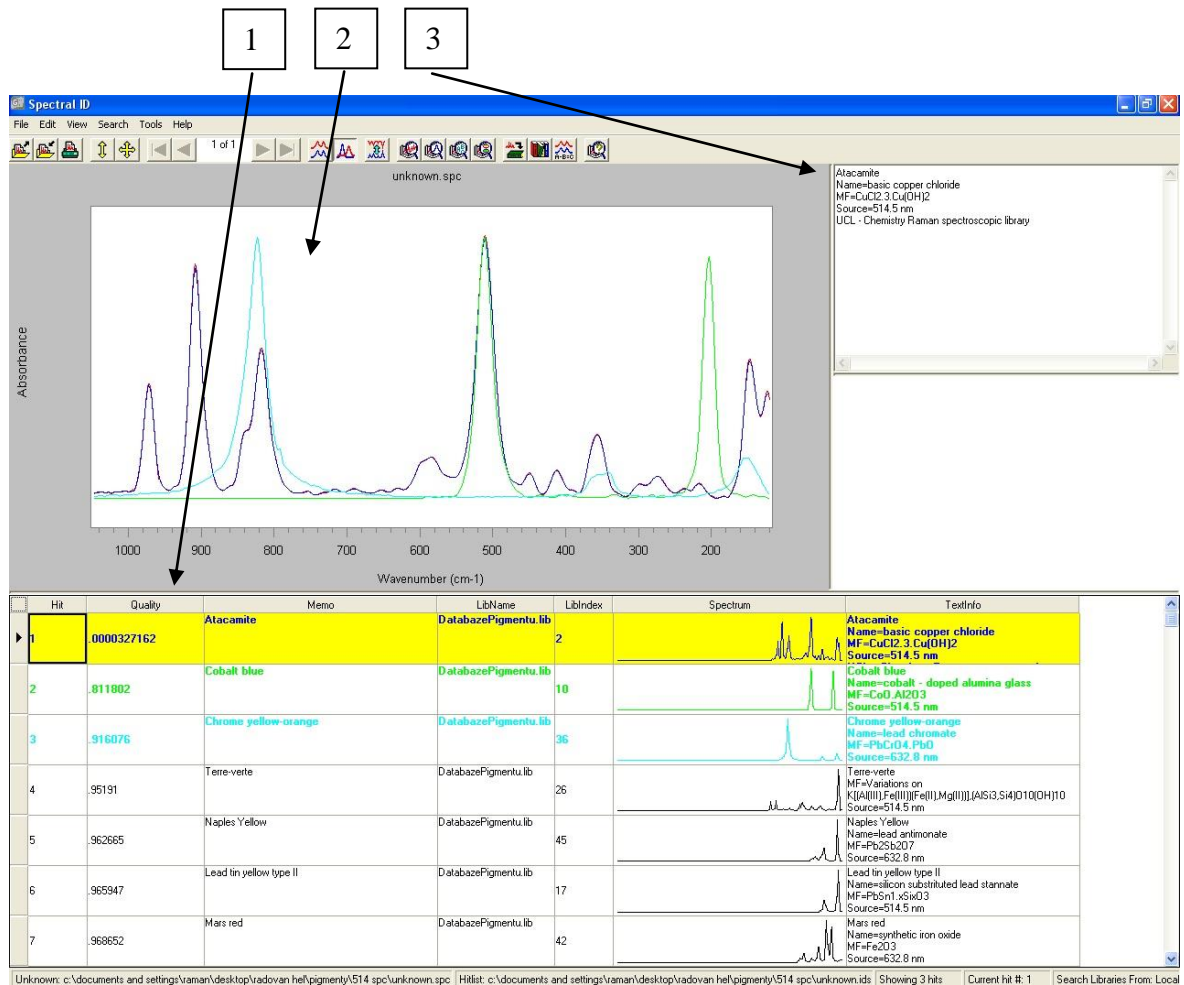 1
2
3
Spectral ID
File Edit View Search Tools Help
1 of 1
unknown.spc
Absorbance
1000 900 800 700 600 500 400 300 200
Wavenumber (cm-1)
Atacamite
Name=basic copper chloride
MF=CuCl2.3.Cu(OH)2
Source=514.5 nm
UCL - Chemistry Raman spectroscopic library
Hit Quality Memo LibName LibIndex Spectrum TextInfo
1 .0000327162 Atacamite DatabazePigmentu.lib 2 Atacamite
Name=basic copper chloride
MF=CuCl2.3.Cu(OH)2
Source=514.5 nm
2 .811802 Cobalt blue DatabazePigmentu.lib 10 Cobalt blue
Name=cobalt - doped alumina glass
MF=CoO.Al2O3
Source=514.5 nm
3 .916076 Chrome yellow-orange DatabazePigmentu.lib 36 Chrome yellow-orange
Name=lead chromate
MF=PbCrO4.PbO
Source=632.8 nm
4 .95191 Terre-verte DatabazePigmentu.lib 26 Terre-verte
MF=Variations on
K[(Al(III),Fe(III))(Fe(II),Mg(II))],(AlSi3,Si4)O10(OH)10
Source=514.5 nm
5 .962665 Naples Yellow DatabazePigmentu.lib 45 Naples Yellow
Name=lead antimonate
MF=Pb2Sb2O7
Source=632.8 nm
6 .965947 Lead tin yellow type II DatabazePigmentu.lib 17 Lead tin yellow type II
Name=silicon substrituted lead stannate
MF=PbSn1.xSixO3
Source=514.5 nm
7 .968652 Mars red DatabazePigmentu.lib 42 Mars red
Name=synthetic iron oxide
MF=Fe2O3
Source=632.8 nm
Unknown: c:\documents and settings\raman\desktop\radovan hel\pigmenty\514 spc\unknown.spc Hitlist: c:\documents and settings\raman\desktop\radovan hel\pigmenty\514 spc\unknown.ids Showing 3 hits Current hit #: 1 Search Libraries From: Local